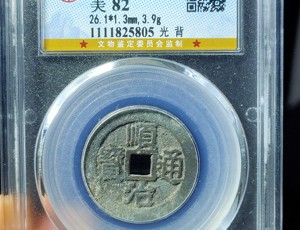 美 82
26.1*1.3mm, 3.9g
1111825805 光 背
★ 文物鉴定委员会监制 ★
順治通寶